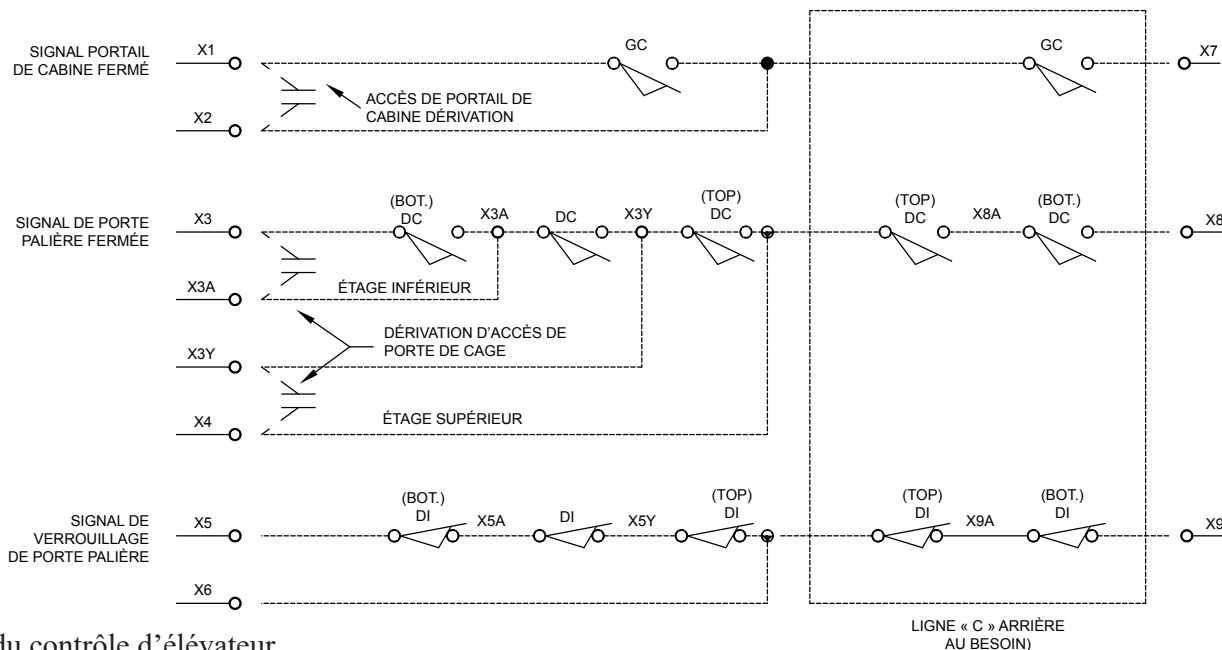 SIGNAL PORTAIL
DE CABINE FERMÉ
X1
GC
GC
X7
ACCÈS DE PORTAIL DE
CABINE DÉRIVATION
X2
SIGNAL DE PORTE
PALIÈRE FERMÉE
X3
(BOT.)
DC
X3A
DC
X3Y
(TOP)
DC
(TOP)
DC
X8A
(BOT.)
DC
X8
X3A
ÉTAGE INFÉRIEUR
DÉRIVATION D'ACCÈS DE
PORTE DE CAGE
X3Y
X4
ÉTAGE SUPÉRIEUR
SIGNAL DE
VERROUILLAGE
DE PORTE PALIÈRE
X5
(BOT.)
DI
X5A
DI
X5Y
(TOP)
DI
(TOP)
DI
X9A
(BOT.)
DI
X9
X6
LIGNE « C » ARRIÈRE
AU BESOIN)
du contrôle d'élévateur